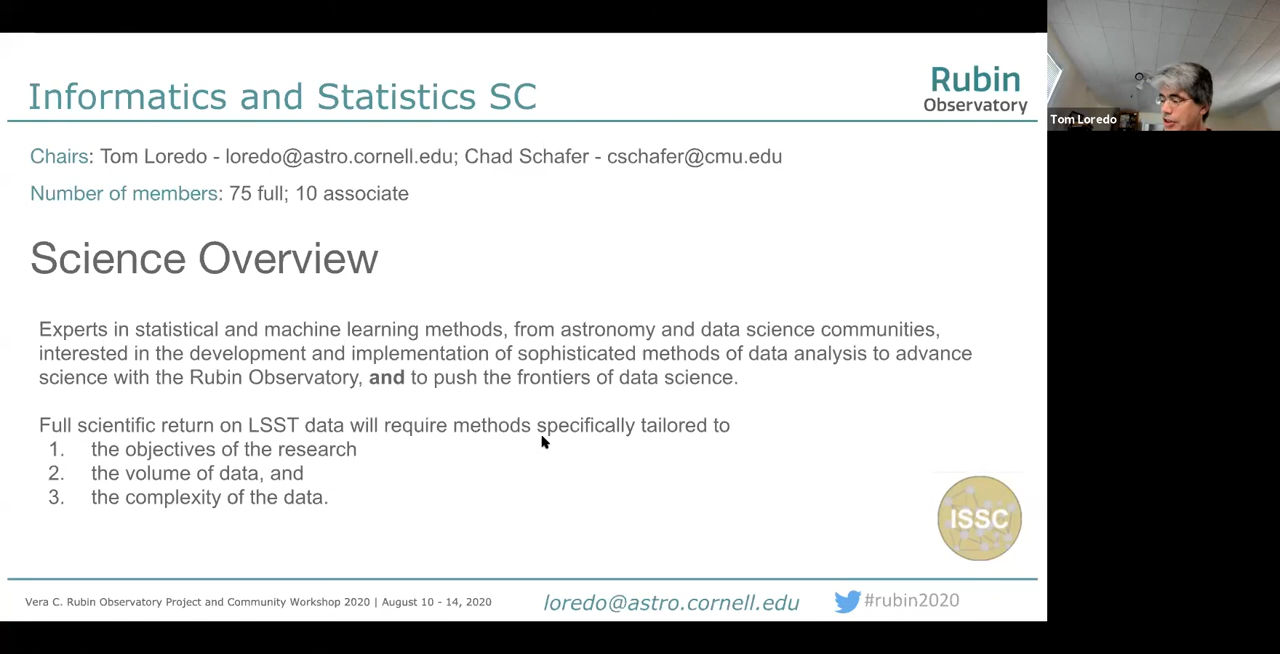 Informatics and Statistics SC
Rubin
Observatory
Tom Loredo
Chairs: Tom Loredo - loredo@astro.cornell.edu; Chad Schafer - cschafer@cmu.edu
Number of members: 75 full; 10 associate
Science Overview
Experts in statistical and machine learning methods, from astronomy and data science communities,
interested in the development and implementation of sophisticated methods of data analysis to advance
science with the Rubin Observatory, and to push the frontiers of data science.
Full scientific return on LSST data will require methods specifically tailored to
1. the objectives of the research
2. the volume of data, and
3. the complexity of the data.
ISSC
Vera C. Rubin Observatory Project and Community Workshop 2020 | August 10 - 14, 2020
loredo@astro.cornell.edu
#rubin2020